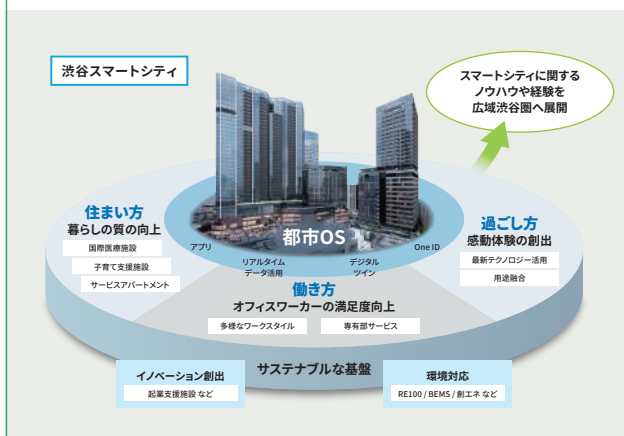 渋谷スマートシティ
スマートシティに関する
ノウハウや経験を
広域渋谷圏へ展開
住まい方
暮らしの質の向上
国際医療施設
子育て支援施設
サービスアパートメント
都市OS
アプリ
リアルタイム
データ活用
デジタル
ツイン
One ID
過ごし方
感動体験の創出
最新テクノロジー活用
用途融合
働き方
オフィスワーカーの満足度向上
多様なワークスタイル
専有部サービス
サステナブルな基盤
イノベーション創出
起業支援施設 など
環境対応
RE100 / BEMS / 創エネ など